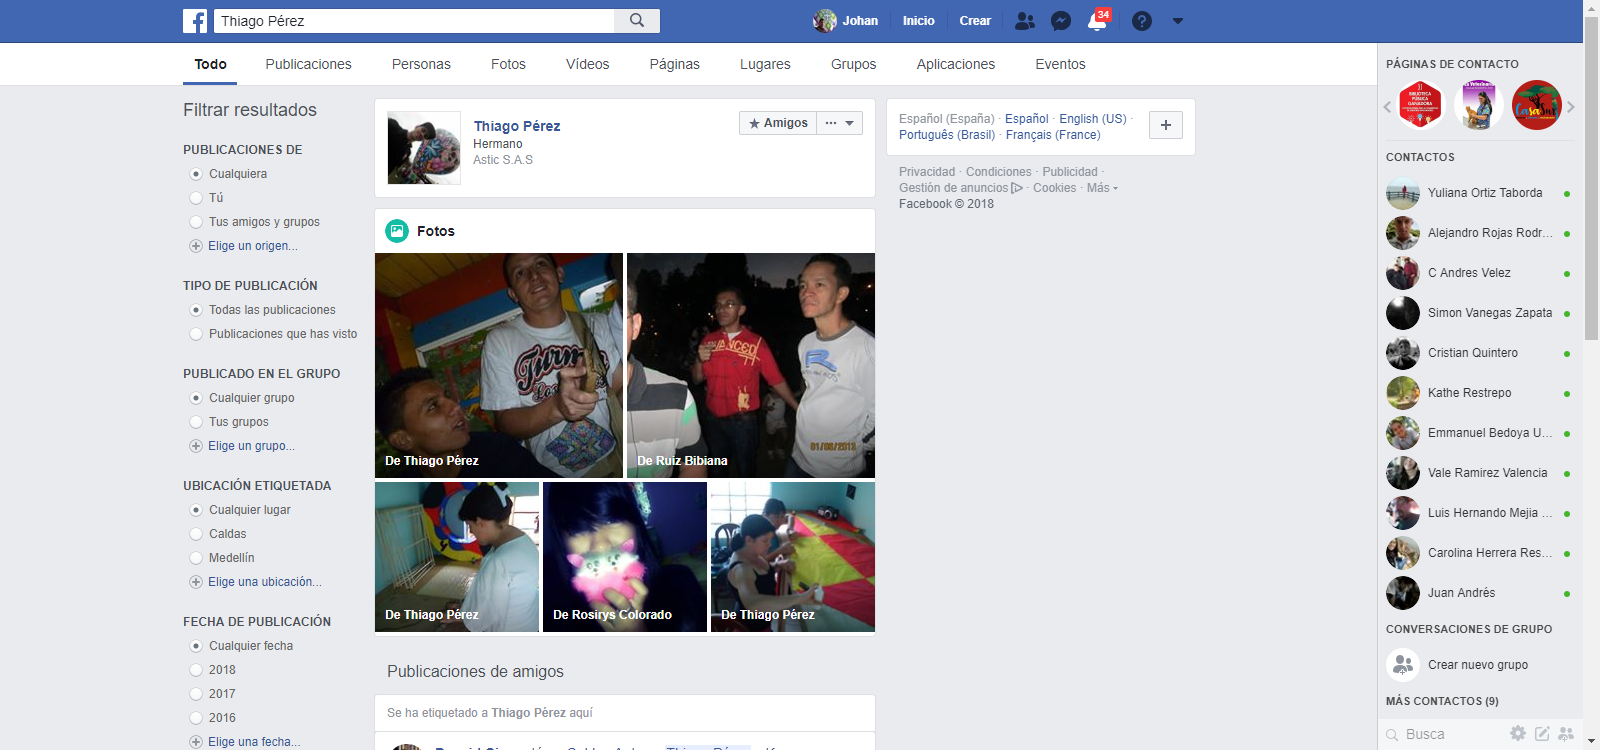 Thiago Pérez
Johan
Inicio
Crear
34
Todo
Publicaciones
Personas
Fotos
Vídeos
Páginas
Lugares
Grupos
Aplicaciones
Eventos
Filtrar resultados
PUBLICACIONES DE
Cualquiera
Tú
Tus amigos y grupos
Elige un origen...
TIPO DE PUBLICACIÓN
Todas las publicaciones
Publicaciones que has visto
PUBLICADO EN EL GRUPO
Cualquier grupo
Tus grupos
Elige un grupo...
UBICACIÓN ETIQUETADA
Cualquier lugar
Caldas
Medellín
Elige una ubicación...
FECHA DE PUBLICACIÓN
Cualquier fecha
2018
2017
2016
Elige una fecha...
Thiago Pérez
Hermano
Astic S.A.S
Amigos
Fotos
De Thiago Pérez
De Ruiz Bibiana
De Thiago Pérez
De Rosirys Colorado
De Thiago Pérez
Publicaciones de amigos
Se ha etiquetado a Thiago Pérez aquí
Español (España) · Español · English (US) ·
Português (Brasil) · Français (France)
Privacidad · Condiciones · Publicidad ·
Gestión de anuncios · Cookies · Más
Facebook © 2018
PÁGINAS DE CONTACTO
CONTACTOS
Yuliana Ortiz Taborda
Alejandro Rojas Rodr...
C Andres Velez
Simon Vanegas Zapata
Cristian Quintero
Kathe Restrepo
Emmanuel Bedoya U...
Vale Ramirez Valencia
Luis Hernando Mejia ...
Carolina Herrera Res...
Juan Andrés
CONVERSACIONES DE GRUPO
Crear nuevo grupo
MÁS CONTACTOS (9)
Busca